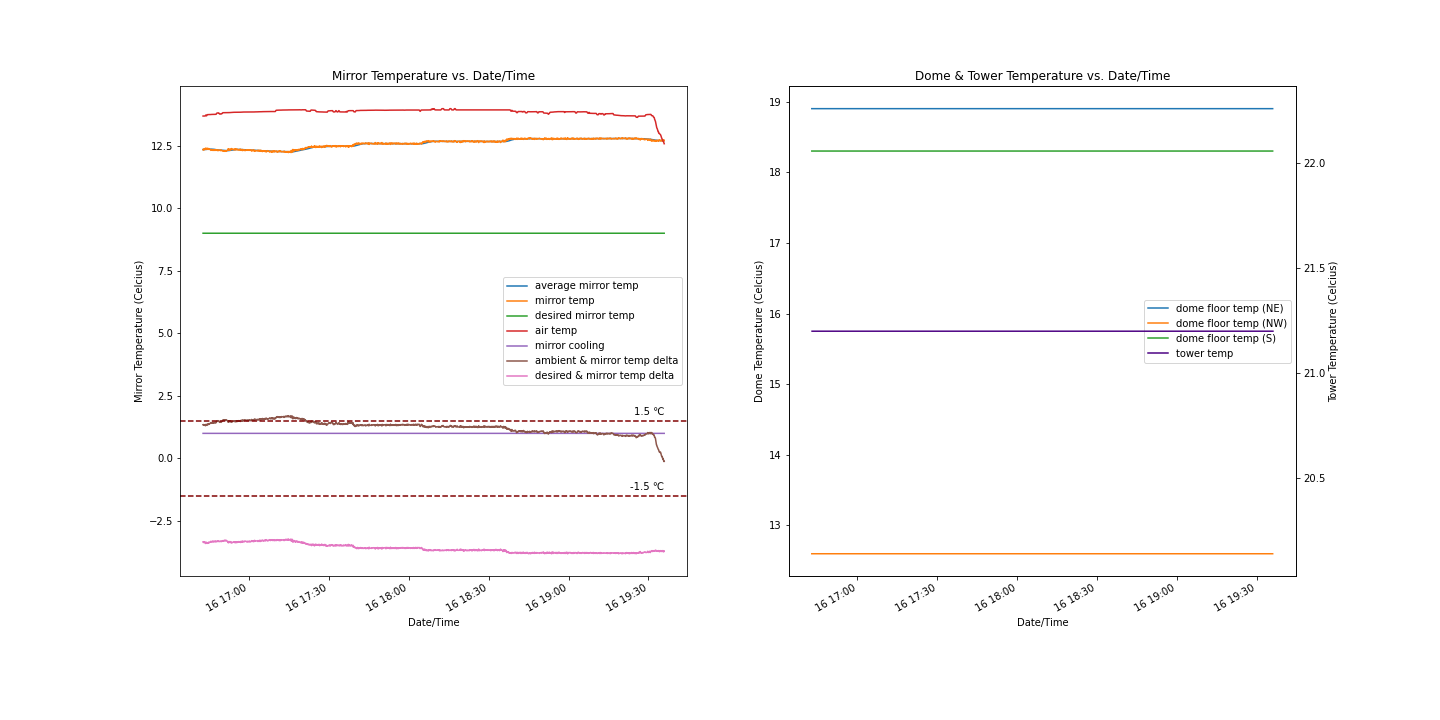 Mirror Temperature vs. Date/Time
Mirror Temperature (Celcius)
12.5
10.0
7.5
5.0
2.5
0.0
−2.5
average mirror temp
mirror temp
desired mirror temp
air temp
mirror cooling
ambient & mirror temp delta
desired & mirror temp delta
1.5 °C
-1.5 °C
16 17:00
16 17:30
16 18:00
16 18:30
16 19:00
16 19:30
Date/Time
Dome & Tower Temperature vs. Date/Time
Dome Temperature (Celcius)
19
18
17
16
15
14
13
dome floor temp (NE)
dome floor temp (NW)
dome floor temp (S)
tower temp
22.0
21.5
21.0
20.5
Tower Temperature (Celcius)
16 17:00
16 17:30
16 18:00
16 18:30
16 19:00
16 19:30
Date/Time